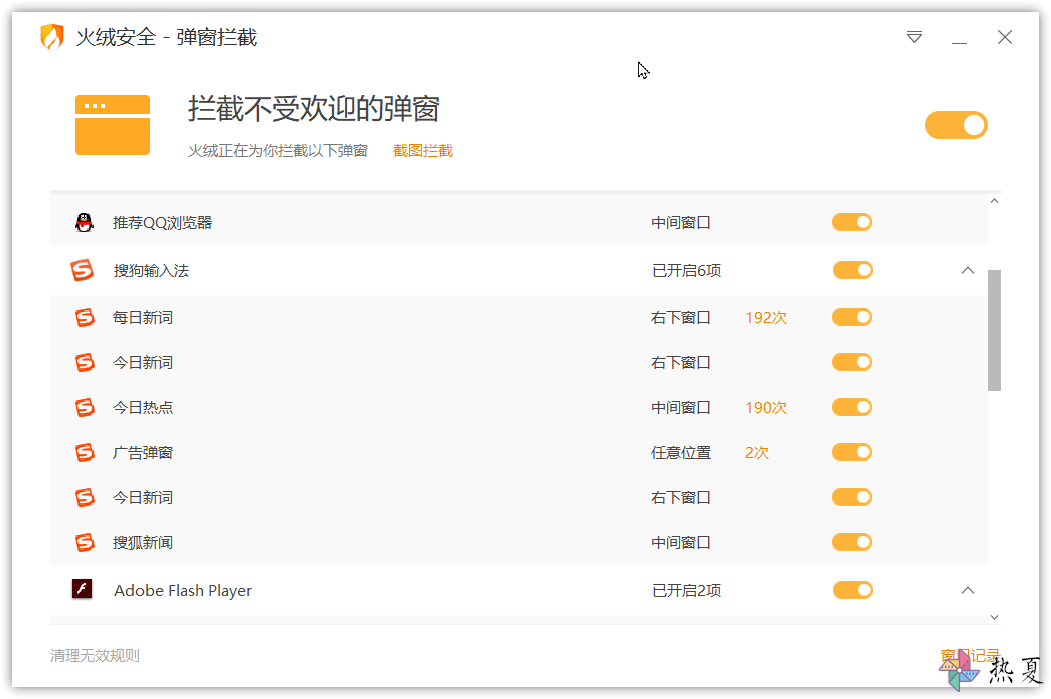 火绒安全 - 弹窗拦截
拦截不受欢迎的弹窗
火绒正在为你拦截以下弹窗 截图拦截
推荐QQ浏览器 中间窗口
搜狗输入法 已开启6项
每日新词 右下窗口 192次
今日新词 右下窗口
今日热点 中间窗口 190次
广告弹窗 任意位置 2次
今日新词 右下窗口
搜狐新闻 中间窗口
Adobe Flash Player 已开启2项
清理无效规则 窗口记录
热夏